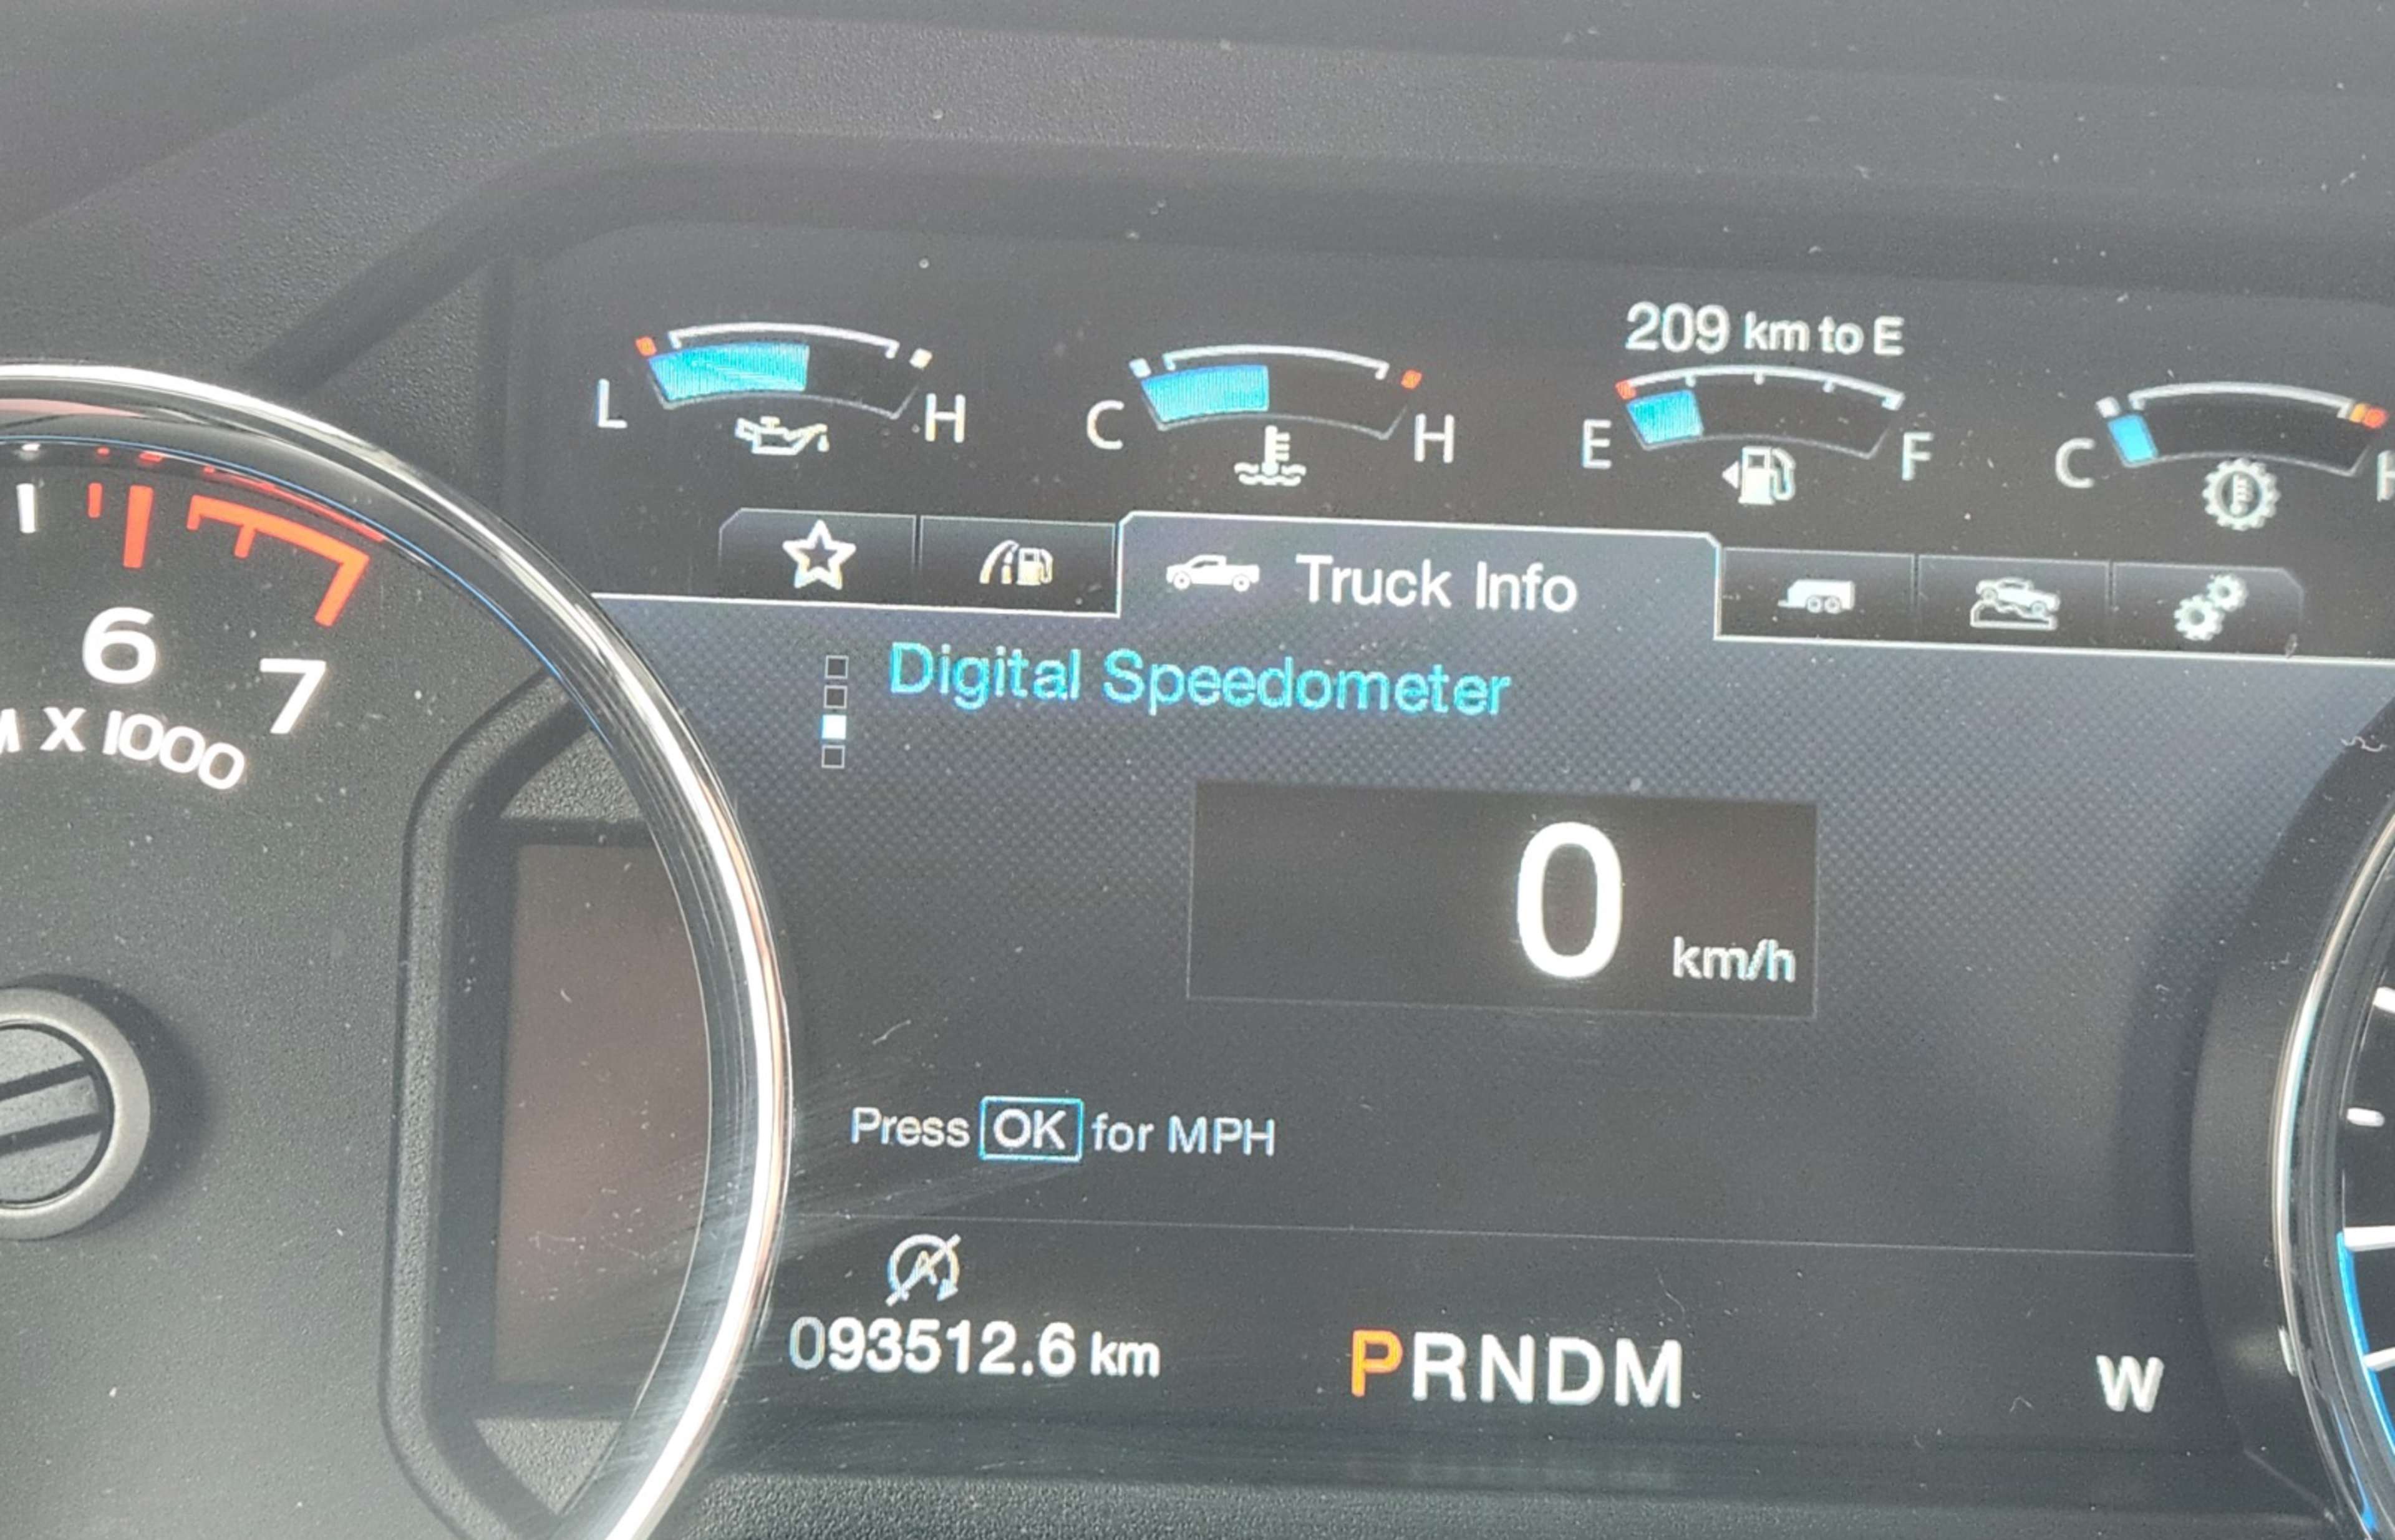 209 km to E
L H C H E F C
Truck Info
Digital Speedometer
6 7
X 1000
0 km/h
Press OK for MPH
093512.6 km PRNDM W